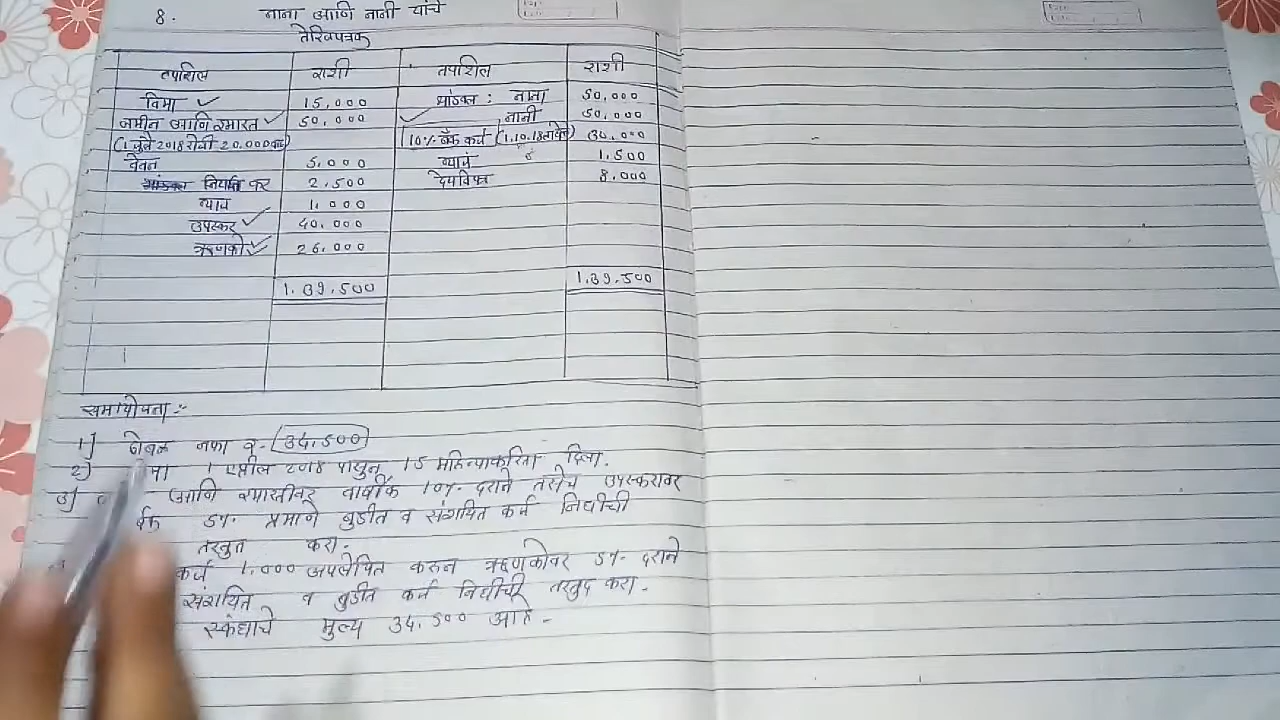 8. नाना आणि नानी यांचे
तेरिजपत्रक
तपशिल राशी तपशिल राशी
विमा ✓ 15,000 भांडवल : नाना 50,000
जमीन आणि इमारत ✓ 50,000 नानी 50,000
(1 जुलै 2018 रोजी 20,000 10% बँक कर्ज (1.10.18 30,000
वेतन 5,000 व्याज 1,500
निर्यात कर 2,500 देयविपत्र 8,000
व्याज 1,000
उपस्कर ✓ 40,000
ऋणको ✓ 26,000
1,39,500 1,39,500
समायोजना :-
1] ढोबळ नफा रु. 34,500
2] 1 एप्रील 2018 पासुन 15 महिन्याकरिता दिला.
3] आणि इमारतीवर वार्षीक 10% दराने तसेच उपस्करावर
5% प्रमाणे बुडीत व संशयित कर्ज निधीची
तरतुद करा.
कर्ज 1,000 अपलेखित करुन ऋणकोवर 5% दराने
संशयित व बुडीत कर्ज निधीची तरतुद करा.
स्कंधाचे मुल्य 34,500 आहे.